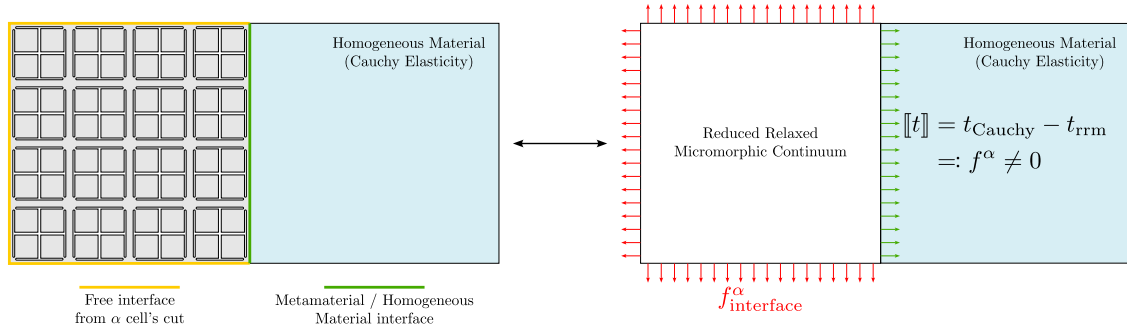 Homogeneous Material
(Cauchy Elasticity)
Free interface
from α cell's cut
Metamaterial / Homogeneous
Material interface
Reduced Relaxed
Micromorphic Continuum
Homogeneous Material
(Cauchy Elasticity)
⟦t⟧ = t_Cauchy − t_rrm
=: f^α ≠ 0
f^α_interface